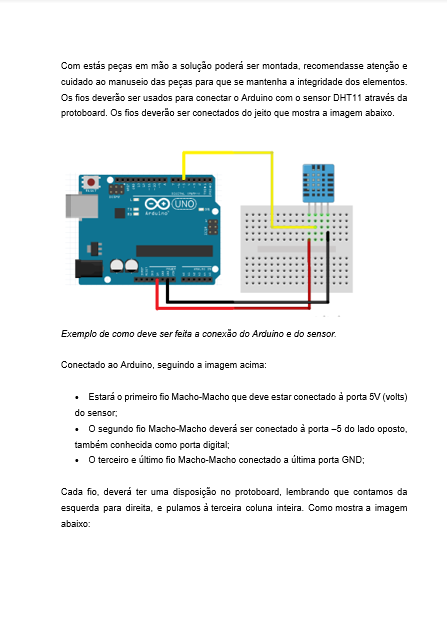 Com estás peças em mão a solução poderá ser montada, recomendasse atenção e
cuidado ao manuseio das peças para que se mantenha a integridade dos elementos.
Os fios deverão ser usados para conectar o Arduino com o sensor DHT11 através da
protoboard. Os fios deverão ser conectados do jeito que mostra a imagem abaixo.
UNO
Arduino
Exemplo de como deve ser feita a conexão do Arduino e do sensor.
Conectado ao Arduino, seguindo a imagem acima:
• Estará o primeiro fio Macho-Macho que deve estar conectado à porta 5V (volts)
do sensor;
• O segundo fio Macho-Macho deverá ser conectado à porta –5 do lado oposto,
também conhecida como porta digital;
• O terceiro e último fio Macho-Macho conectado a última porta GND;
Cada fio, deverá ter uma disposição no protoboard, lembrando que contamos da
esquerda para direita, e pulamos à terceira coluna inteira. Como mostra a imagem
abaixo: